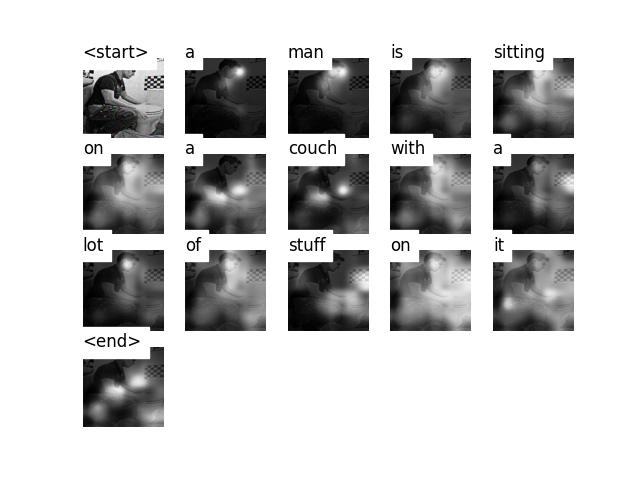 <start> a man is sitting
on a couch with a
lot of stuff on it
<end>